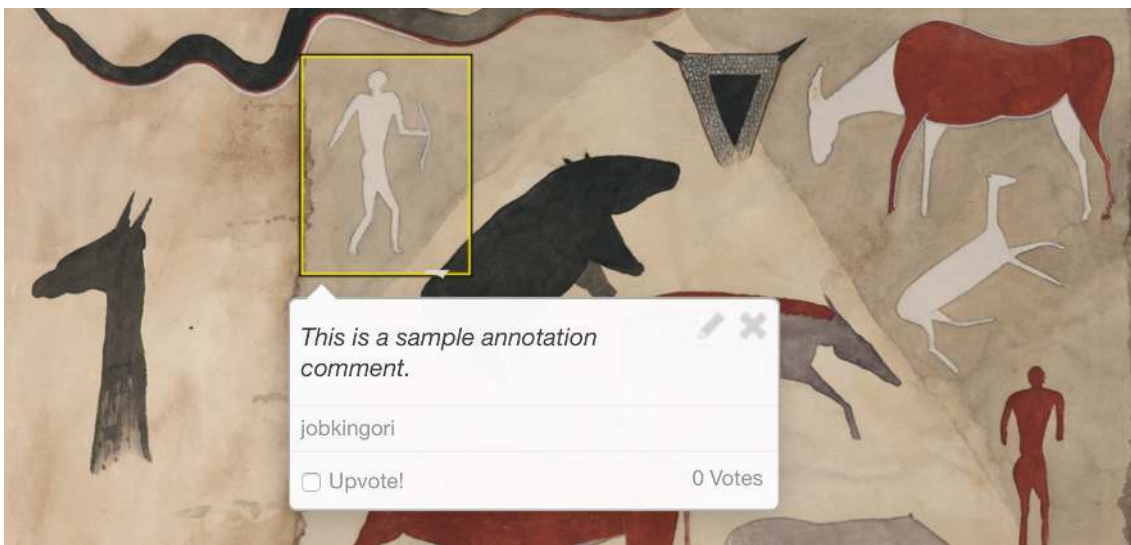 This is a sample annotation
comment.
jobkingori
Upvote!
0 Votes